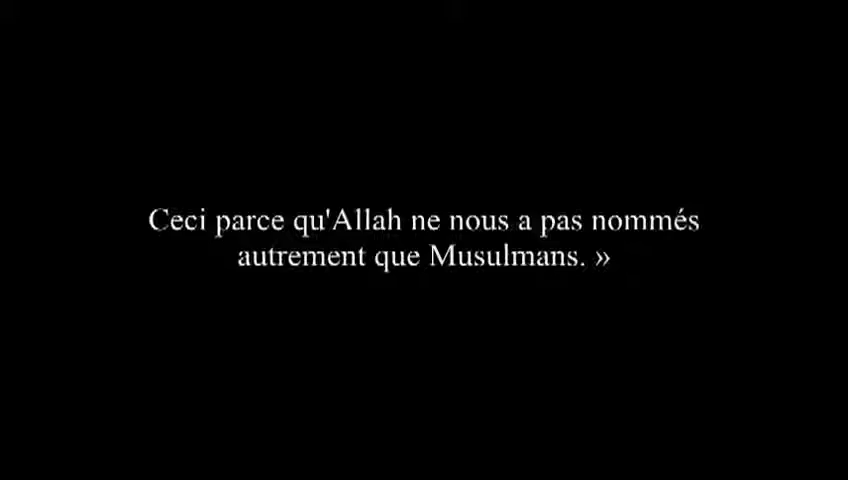 Ceci parce qu'Allah ne nous a pas nommés
autrement que Musulmans. »